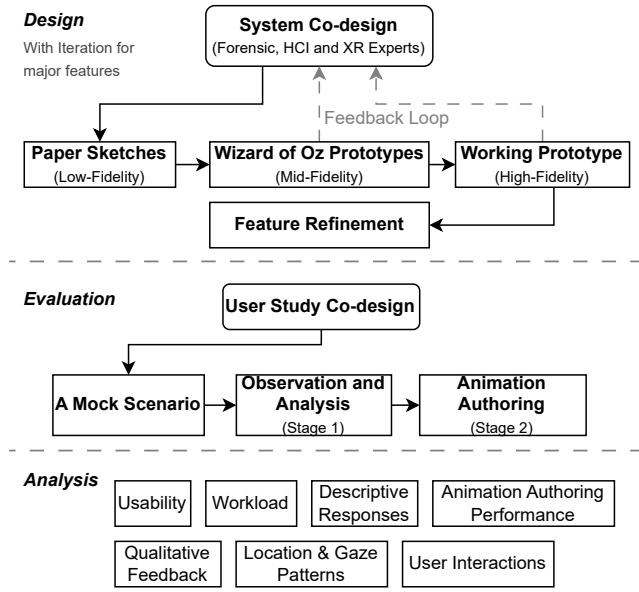 Design
With Iteration for
major features
System Co-design
(Forensic, HCI and XR Experts)
Feedback Loop
Paper Sketches
(Low-Fidelity)
Wizard of Oz Prototypes
(Mid-Fidelity)
Working Prototype
(High-Fidelity)
Feature Refinement
Evaluation
User Study Co-design
A Mock Scenario
Observation and
Analysis
(Stage 1)
Animation
Authoring
(Stage 2)
Analysis
Usability
Workload
Descriptive
Responses
Animation Authoring
Performance
Qualitative
Feedback
Location & Gaze
Patterns
User Interactions